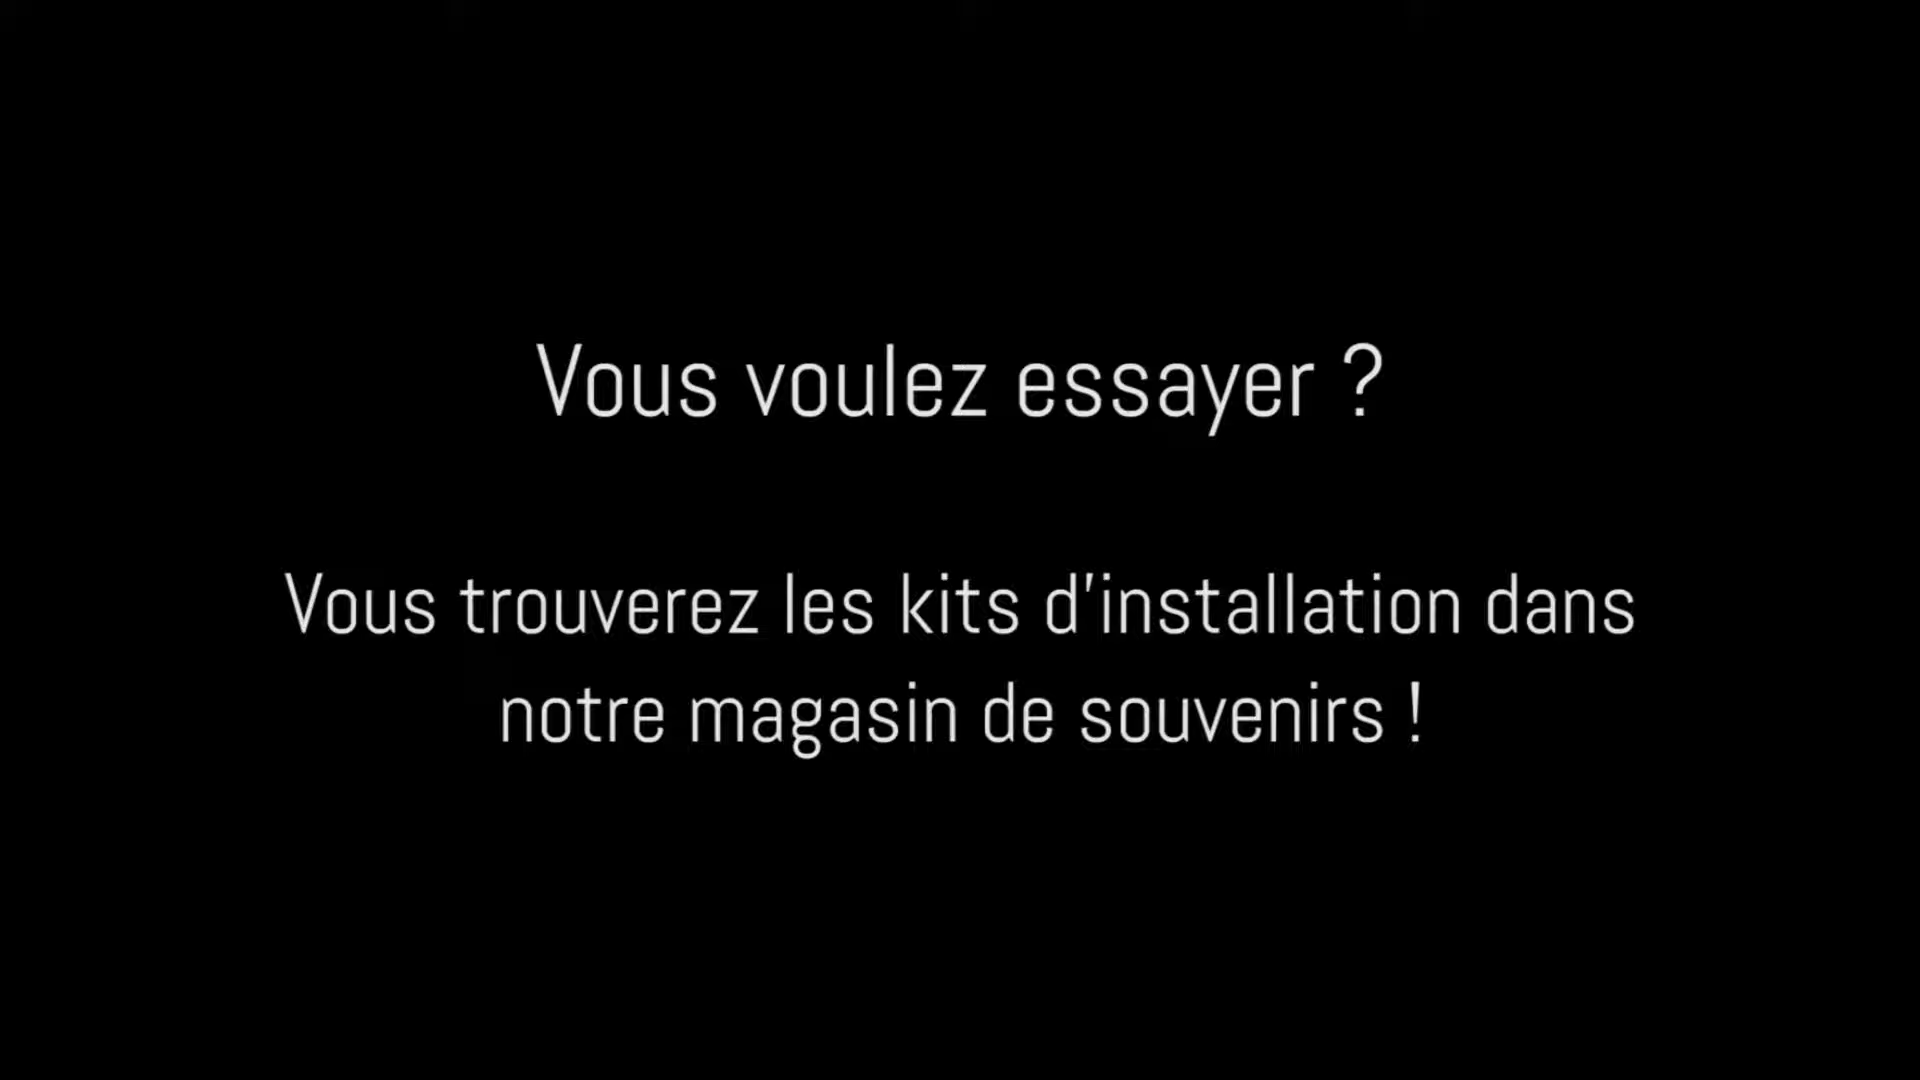 Vous voulez essayer ?
Vous trouverez les kits d'installation dans
notre magasin de souvenirs !